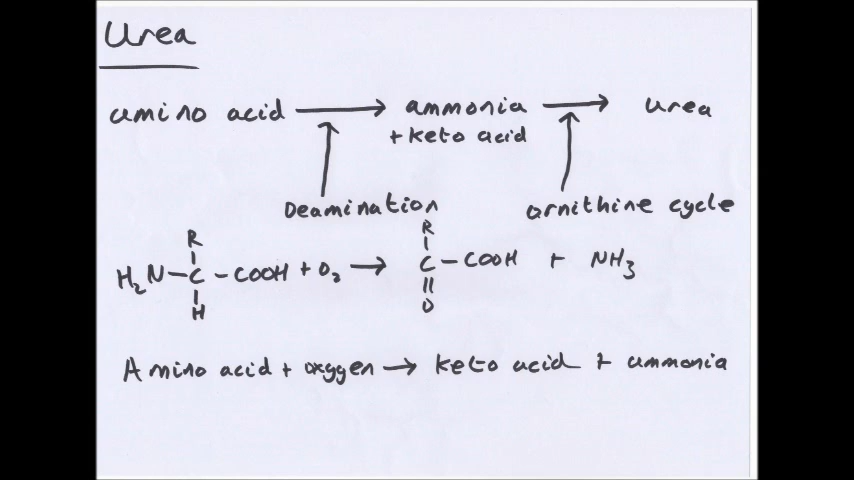 Urea
amino acid → ammonia → urea
+ keto acid
Deamination ornithine cycle
R R
H₂N–C–COOH + O₂ → C–COOH + NH₃
H O
Amino acid + oxygen → keto acid + ammonia